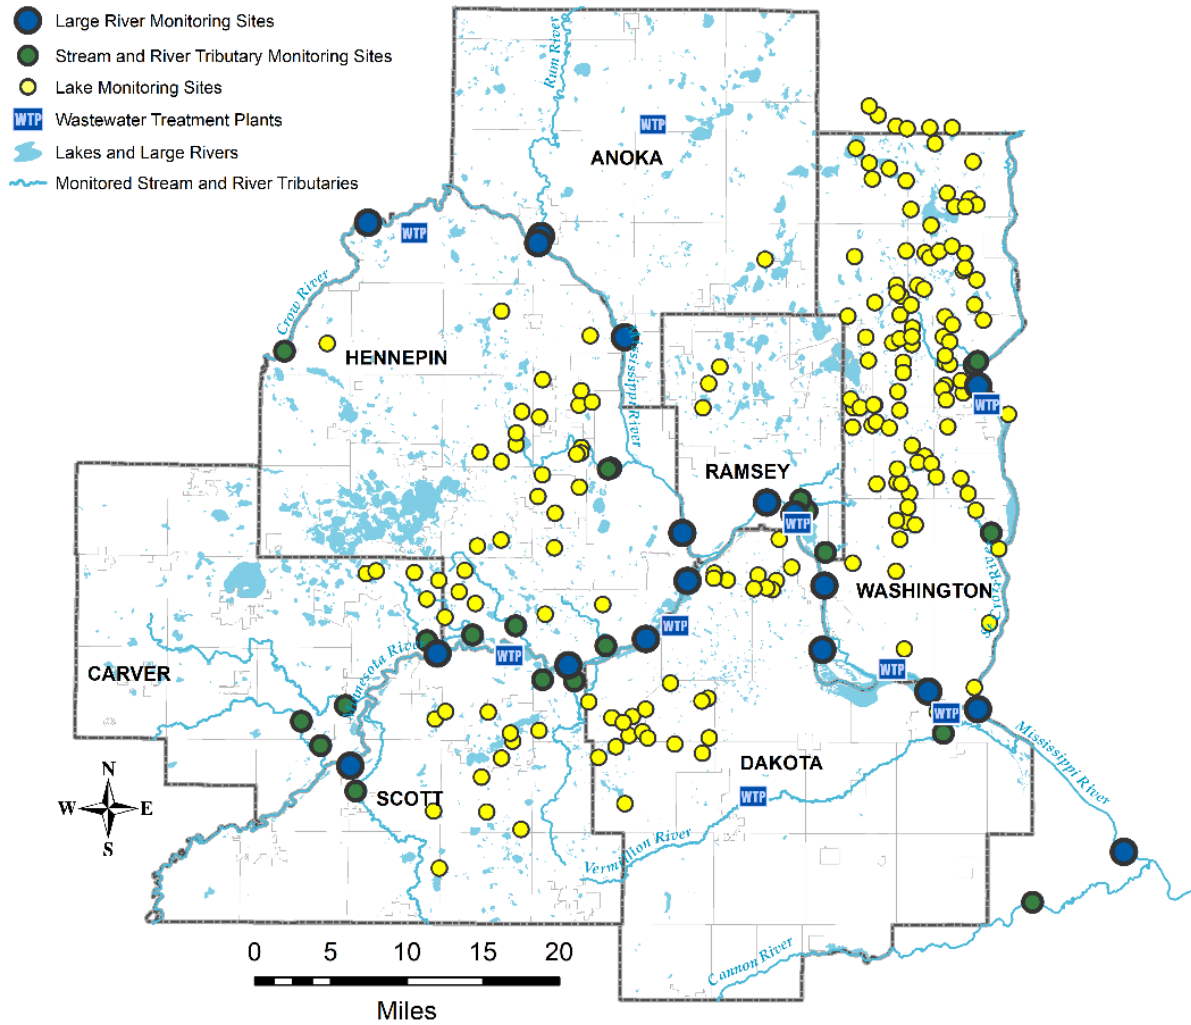 Large River Monitoring Sites
Stream and River Tributary Monitoring Sites
Lake Monitoring Sites
WTP Wastewater Treatment Plants
Lakes and Large Rivers
Monitored Stream and River Tributaries
Rum River
WTP
ANOKA
WTP
Crow River
HENNEPIN
Mississippi River
WTP
RAMSEY
WTP
WASHINGTON
WTP
WTP
CARVER
WTP
WTP
Mississippi River
DAKOTA
WTP
SCOTT
Vermillion River
Cannon River
N
W E
S
0 5 10 15 20
Miles